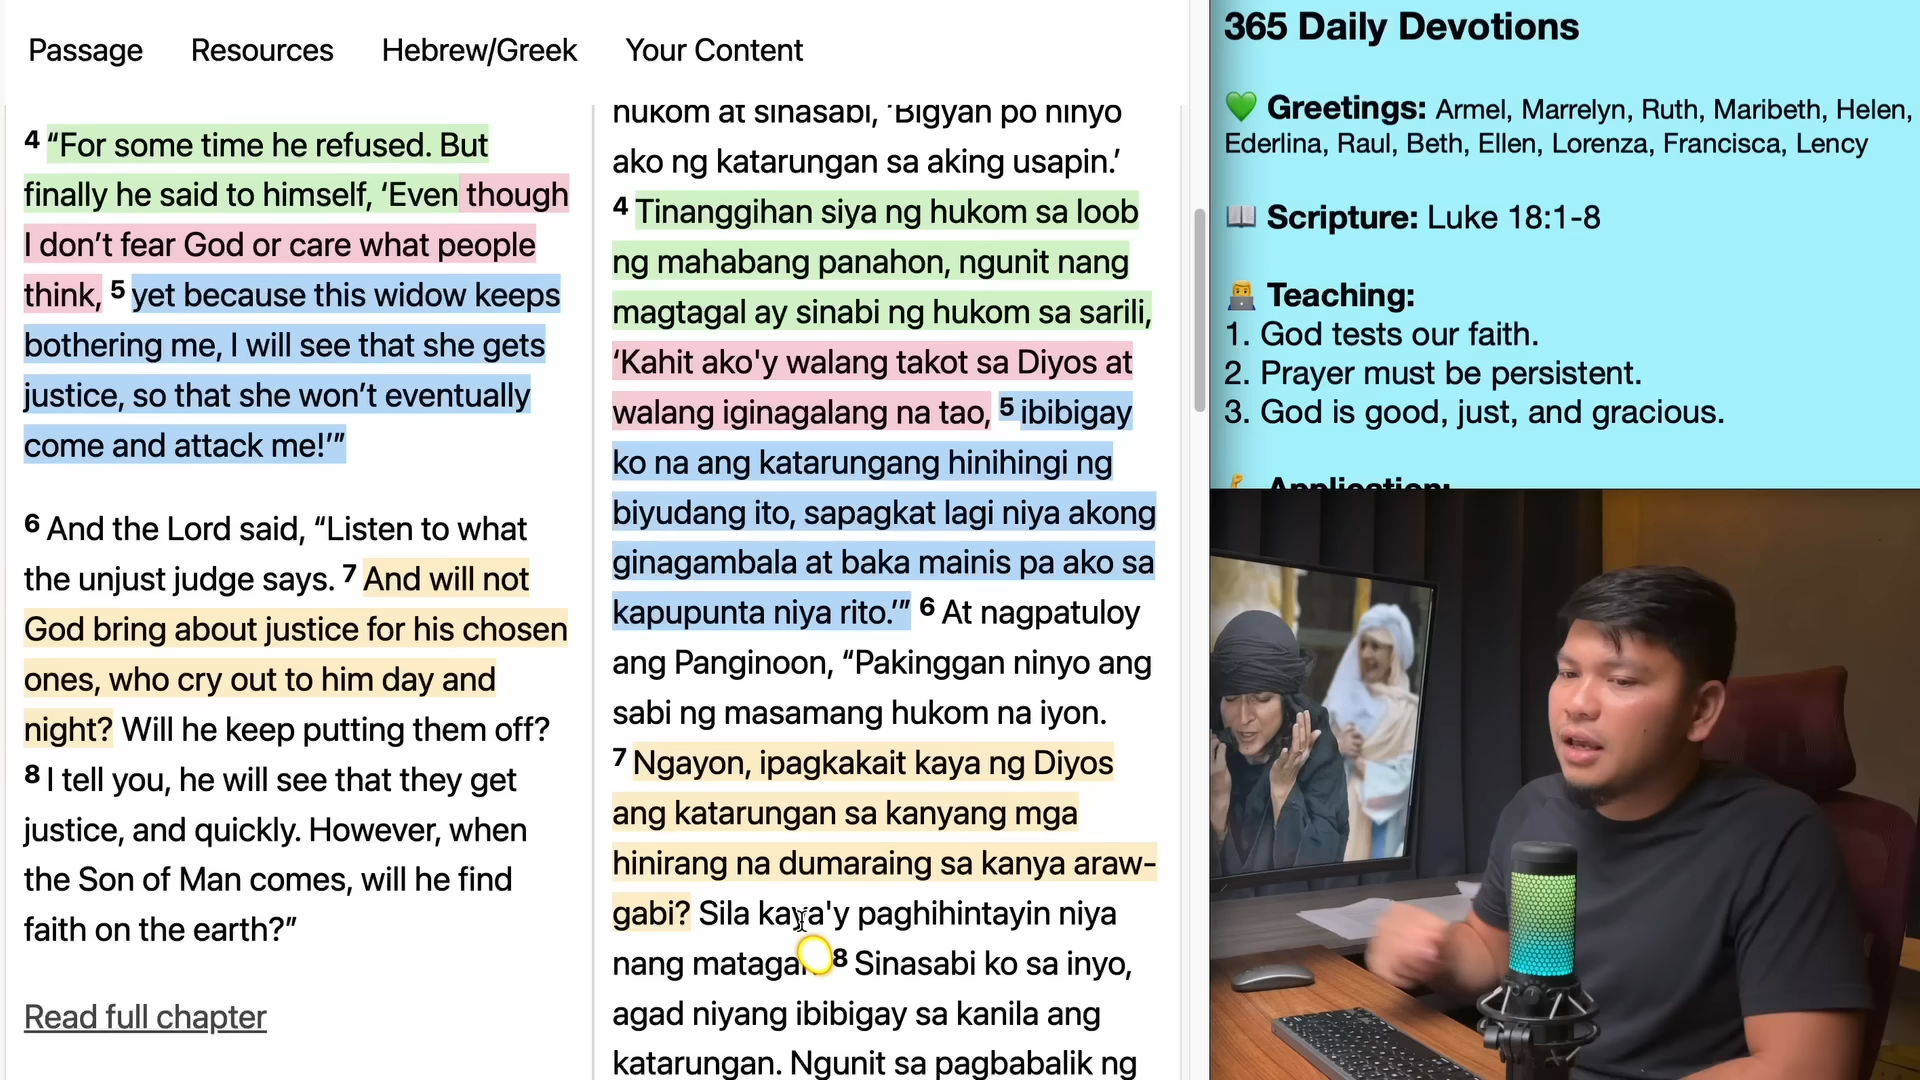 Passage Resources Hebrew/Greek Your Content
4 “For some time he refused. But
finally he said to himself, ‘Even though
I don’t fear God or care what people
think, 5 yet because this widow keeps
bothering me, I will see that she gets
justice, so that she won’t eventually
come and attack me!’”
6 And the Lord said, “Listen to what
the unjust judge says. 7 And will not
God bring about justice for his chosen
ones, who cry out to him day and
night? Will he keep putting them off?
8 I tell you, he will see that they get
justice, and quickly. However, when
the Son of Man comes, will he find
faith on the earth?”
Read full chapter
hukom at sinasabi, ‘Bigyan po ninyo
ako ng katarungan sa aking usapin.’
4 Tinanggihan siya ng hukom sa loob
ng mahabang panahon, ngunit nang
magtagal ay sinabi ng hukom sa sarili,
‘Kahit ako'y walang takot sa Diyos at
walang iginagalang na tao, 5 ibibigay
ko na ang katarungang hinihingi ng
biyudang ito, sapagkat lagi niya akong
ginagambala at baka mainis pa ako sa
kapupunta niya rito.’” 6 At nagpatuloy
ang Panginoon, “Pakinggan ninyo ang
sabi ng masamang hukom na iyon.
7 Ngayon, ipagkakait kaya ng Diyos
ang katarungan sa kanyang mga
hinirang na dumaraing sa kanya araw-
gabi? Sila kaya'y paghihintayin niya
nang 8 Sinasabi ko sa inyo,
agad niyang ibibigay sa kanila ang
katarungan. Ngunit sa pagbabalik ng
365 Daily Devotions
💚 Greetings: Armel, Marrelyn, Ruth, Maribeth, Helen,
Ederlina, Raul, Beth, Ellen, Lorenza, Francisca, Lency
📖 Scripture: Luke 18:1-8
👨‍💻 Teaching:
1. God tests our faith.
2. Prayer must be persistent.
3. God is good, just, and gracious.
Application: